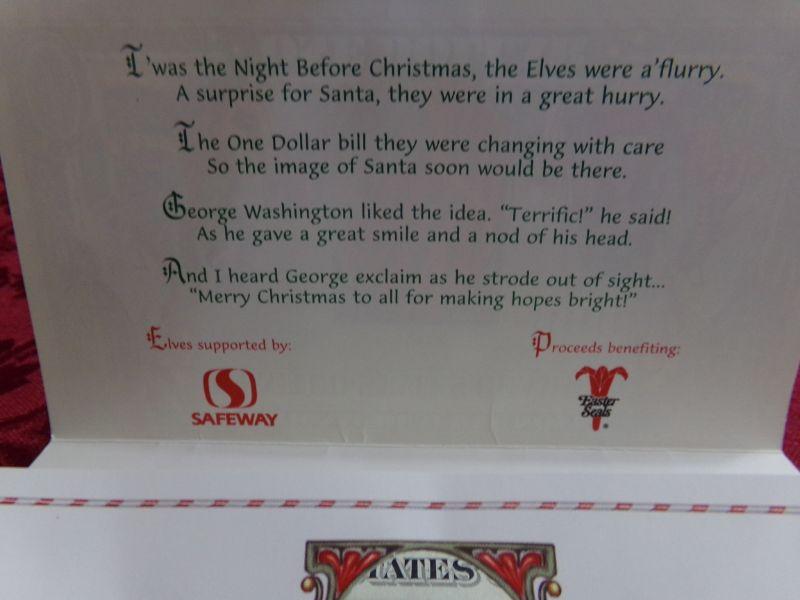 T'was the Night Before Christmas, the Elves were a'flurry.
A surprise for Santa, they were in a great hurry.
The One Dollar bill they were changing with care
So the image of Santa soon would be there.
George Washington liked the idea. "Terrific!" he said!
As he gave a great smile and a nod of his head.
And I heard George exclaim as he strode out of sight...
"Merry Christmas to all for making hopes bright!"
Elves supported by:
Proceeds benefiting:
SAFEWAY
Easter
Seals
®
TATES